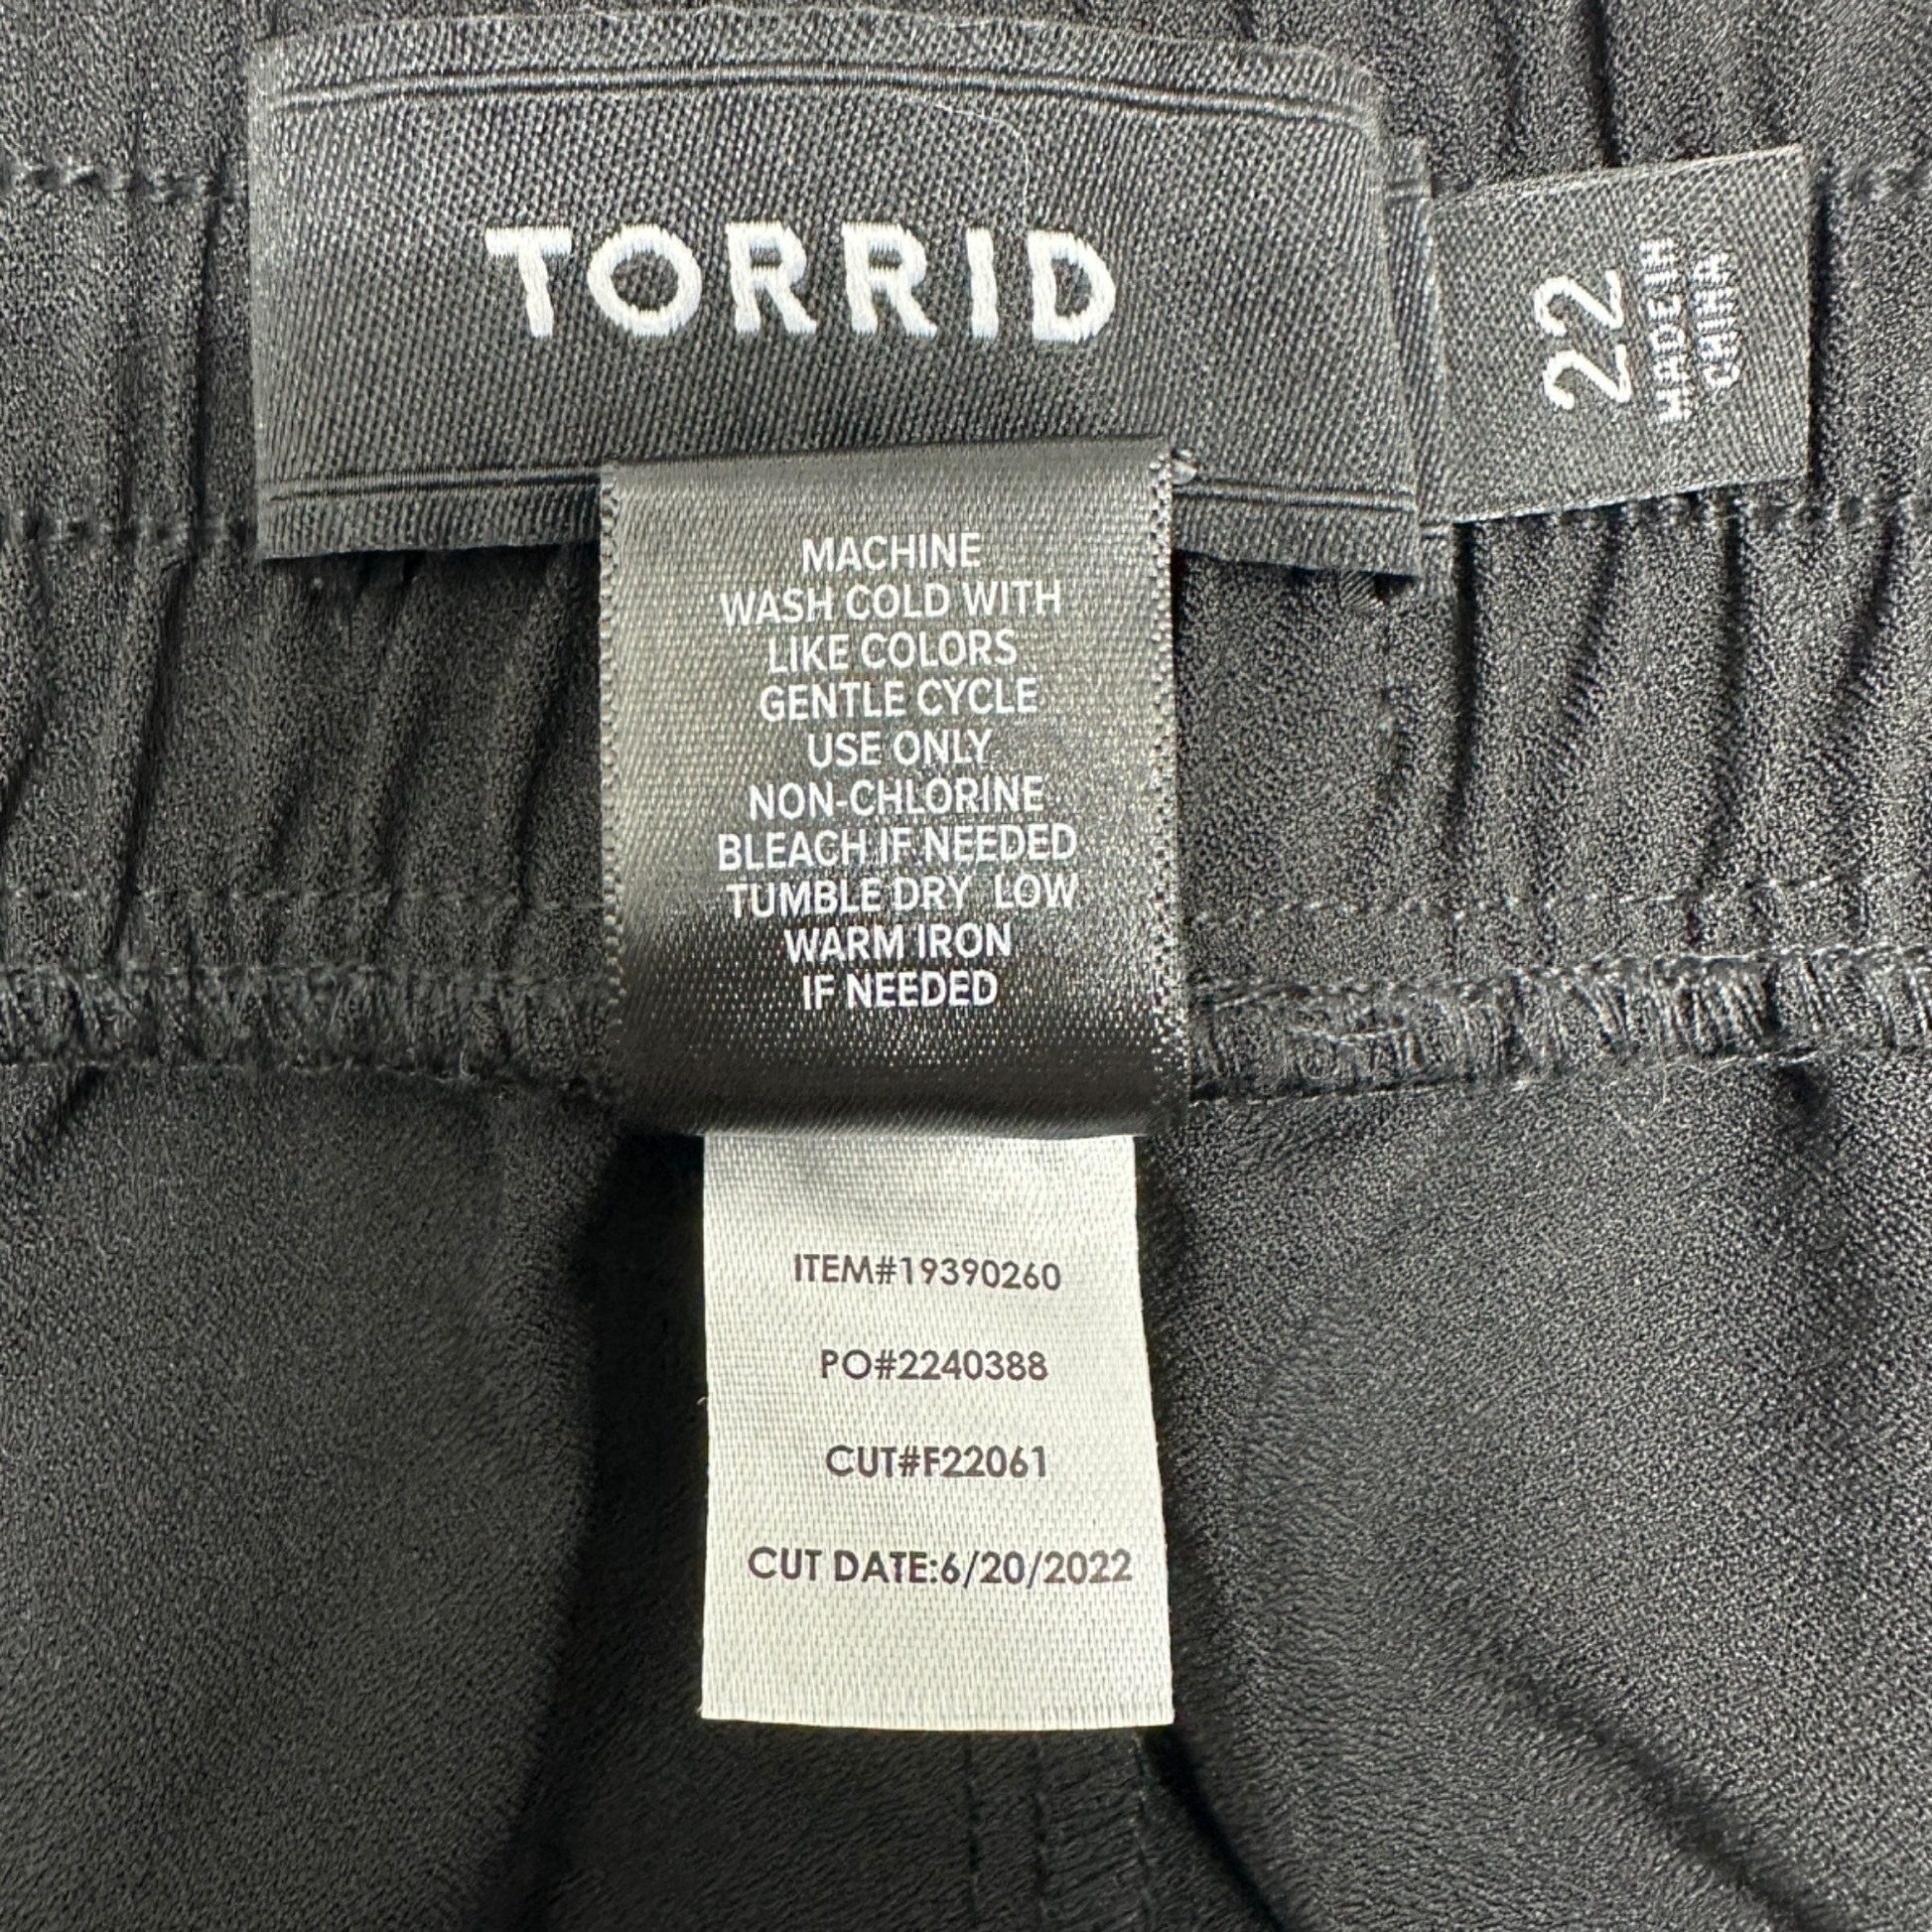 TORRID
22
MADE IN
CHINA
MACHINE
WASH COLD WITH
LIKE COLORS
GENTLE CYCLE
USE ONLY
NON-CHLORINE
BLEACH IF NEEDED
TUMBLE DRY LOW
WARM IRON
IF NEEDED
ITEM#19390260
PO#2240388
CUT#F22061
CUT DATE:6/20/2022